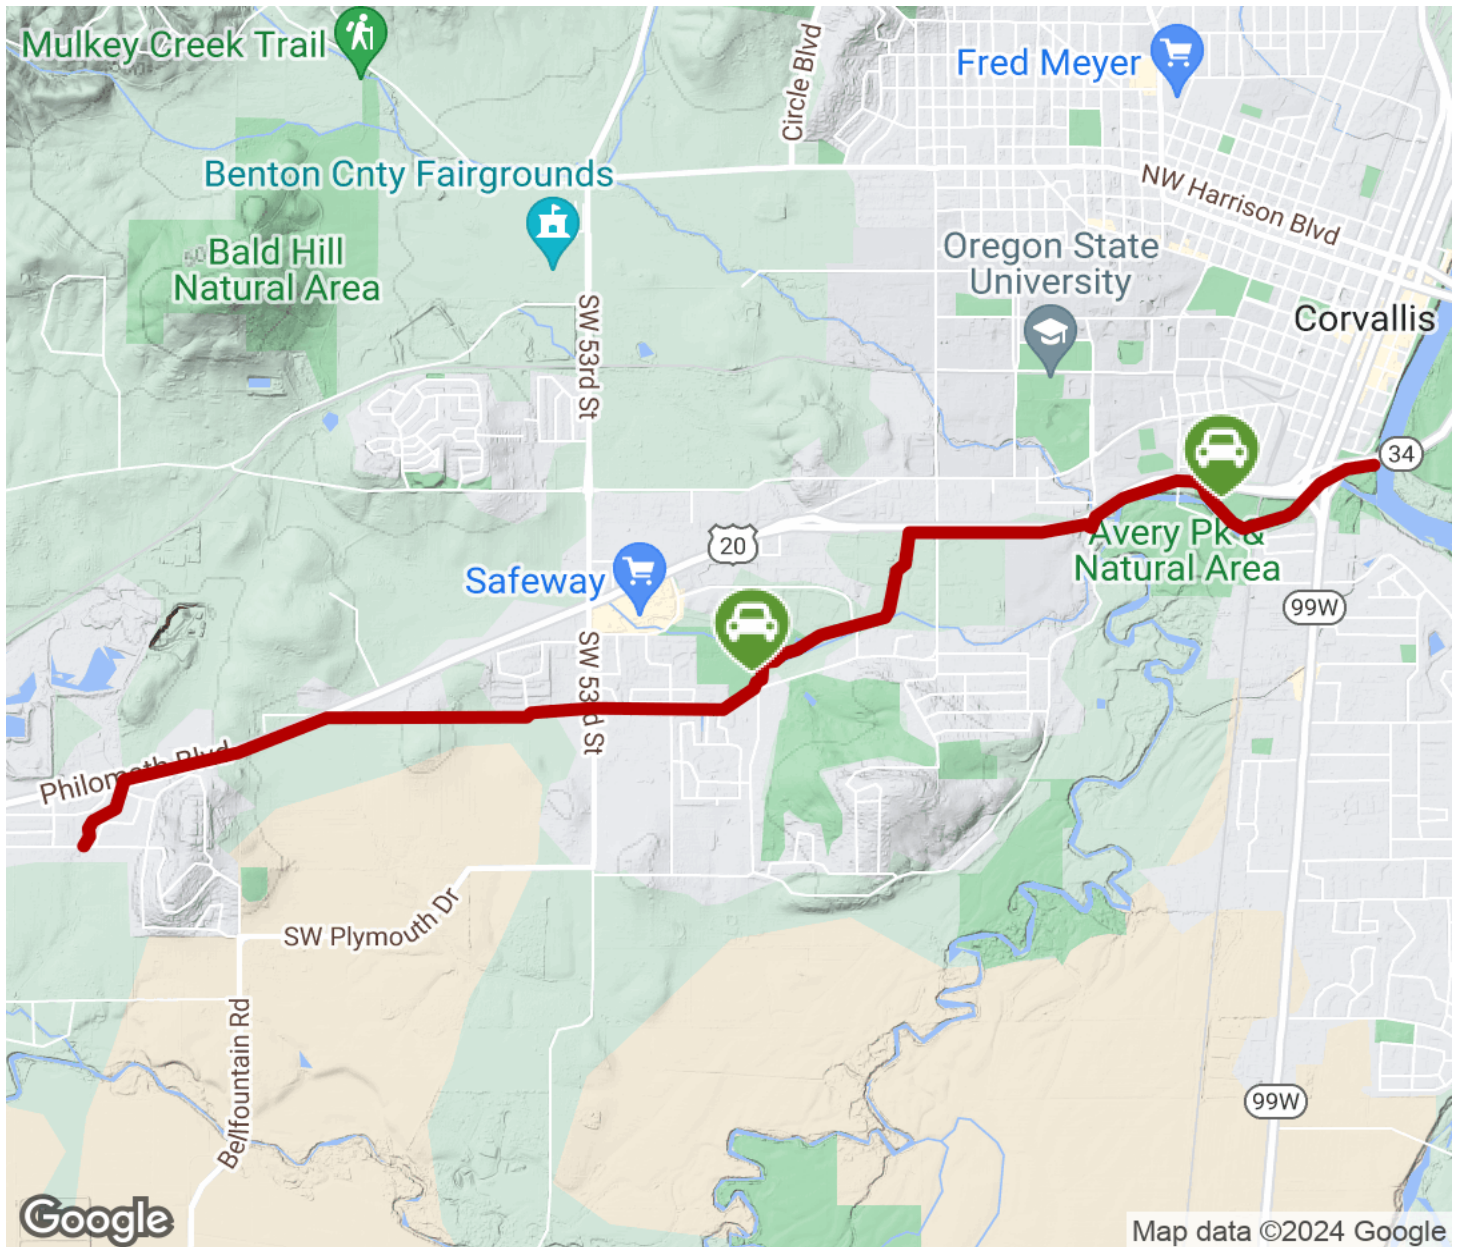 Mulkey Creek Trail
Circle Blvd
Fred Meyer
Benton Cnty Fairgrounds
NW Harrison Blvd
Bald Hill
Natural Area
Oregon State
University
SW 53rd St
Corvallis
34
20
Avery Pk &
Natural Area
Safeway
99W
SW 53rd St
Philomath Blvd
SW Plymouth Dr
Bellfountain Rd
99W
Google
Map data ©2024 Google